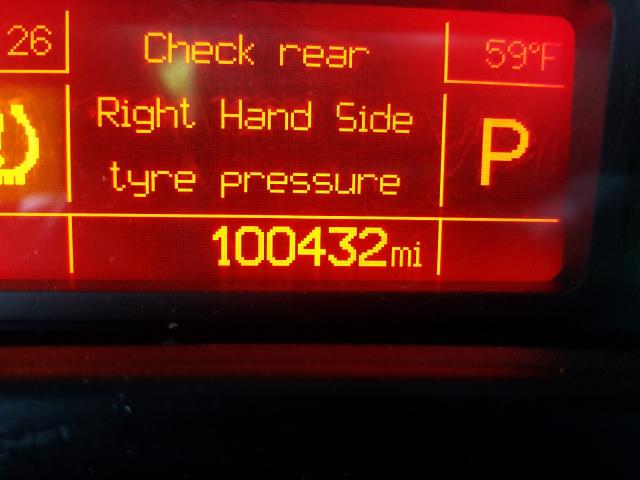 26
Check rear
59°F
Right Hand Side
tyre pressure
P
100432mi